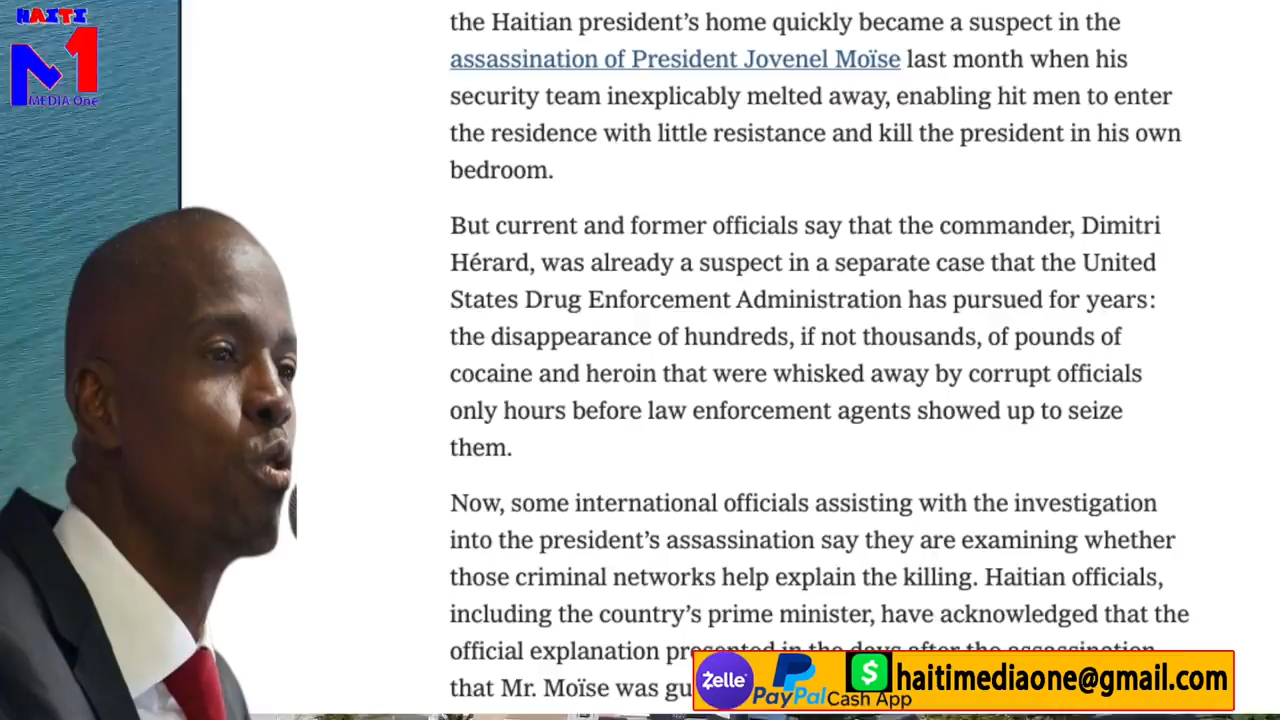 HAITI
M1
MEDIA One
the Haitian president's home quickly became a suspect in the
assassination of President Jovenel Moïse last month when his
security team inexplicably melted away, enabling hit men to enter
the residence with little resistance and kill the president in his own
bedroom.
But current and former officials say that the commander, Dimitri
Hérard, was already a suspect in a separate case that the United
States Drug Enforcement Administration has pursued for years:
the disappearance of hundreds, if not thousands, of pounds of
cocaine and heroin that were whisked away by corrupt officials
only hours before law enforcement agents showed up to seize
them.
Now, some international officials assisting with the investigation
into the president's assassination say they are examining whether
those criminal networks help explain the killing. Haitian officials,
including the country's prime minister, have acknowledged that the
official explanation presented in the days after the assassination
that Mr. Moïse was gu
Zelle
PayPal
$
Cash App
haitimediaone@gmail.com